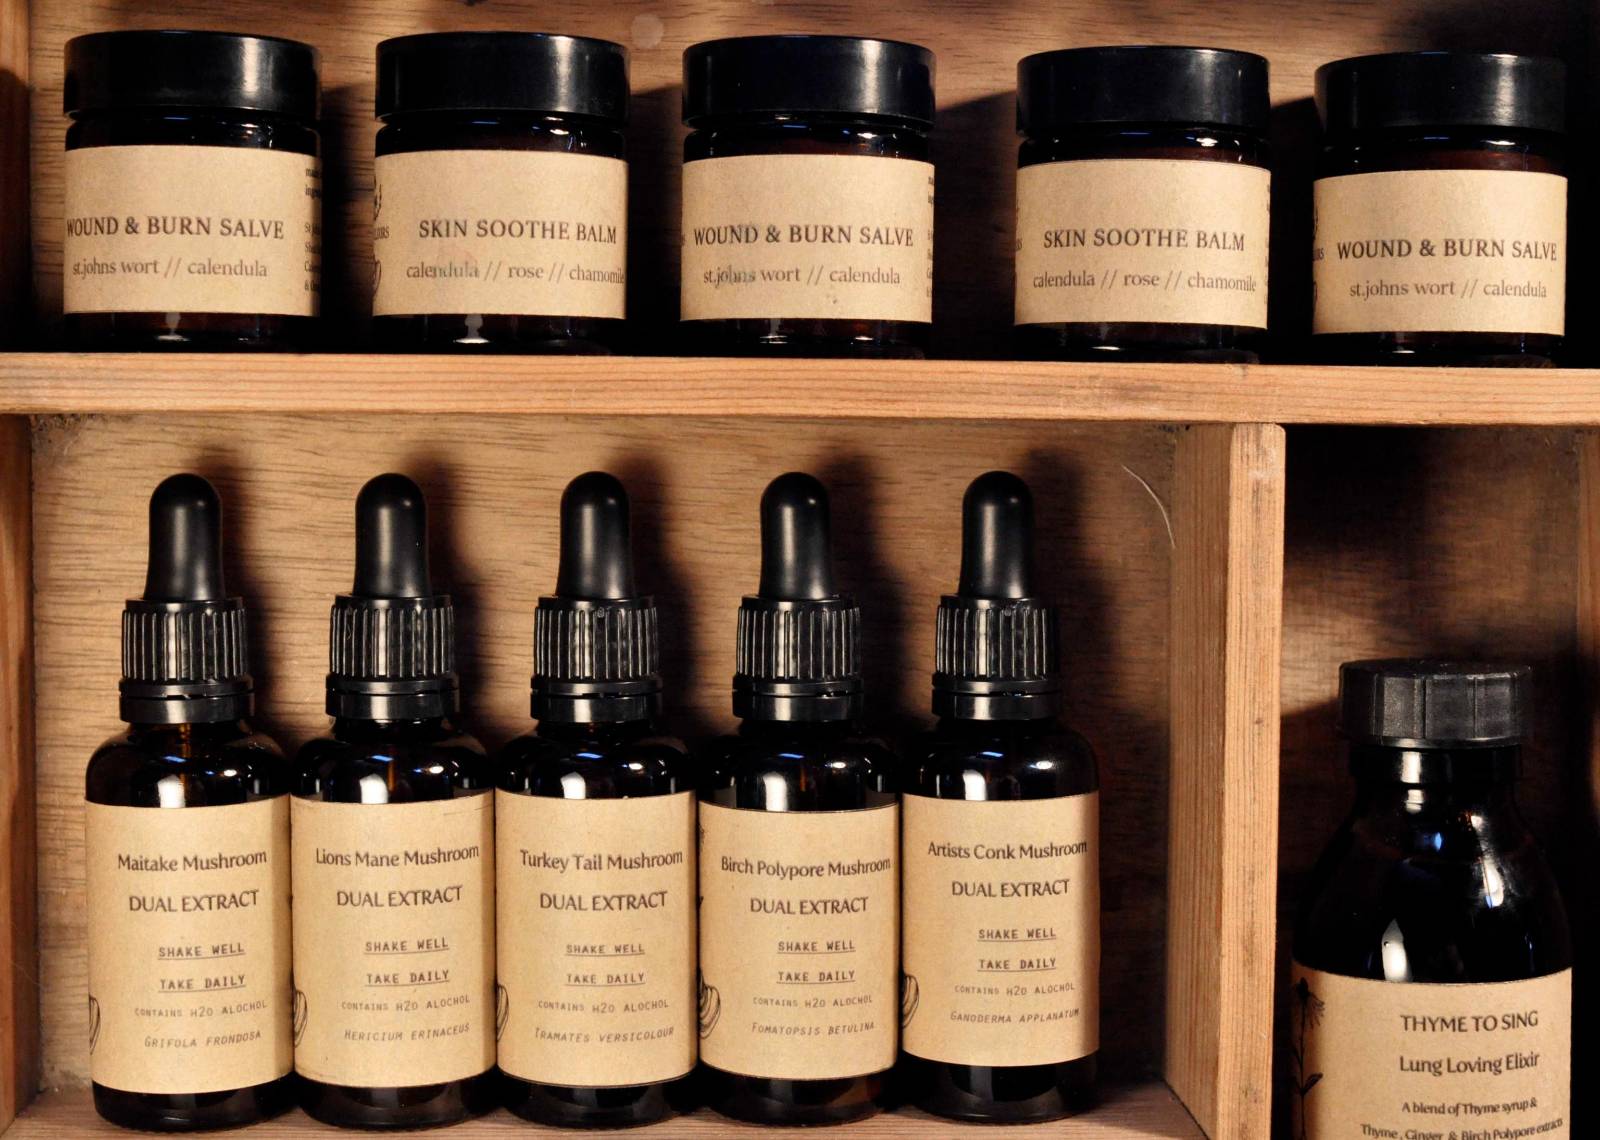 WOUND & BURN SALVE
st.johns wort // calendula
SKIN SOOTHE BALM
calendula // rose // chamomile
WOUND & BURN SALVE
st.johns wort // calendula
SKIN SOOTHE BALM
calendula // rose // chamomile
WOUND & BURN SALVE
st.johns wort // calendula
Maitake Mushroom
DUAL EXTRACT
SHAKE WELL
TAKE DAILY
CONTAINS H2O ALOCHOL
GRIFOLA FRONDOSA
Lions Mane Mushroom
DUAL EXTRACT
SHAKE WELL
TAKE DAILY
CONTAINS H2O ALOCHOL
HERICIUM ERINACEUS
Turkey Tail Mushroom
DUAL EXTRACT
SHAKE WELL
TAKE DAILY
CONTAINS H2O ALOCHOL
TRAMATES VERSICOLOUR
Birch Polypore Mushroom
DUAL EXTRACT
SHAKE WELL
TAKE DAILY
CONTAINS H2O ALOCHOL
FOMATOPSIS BETULINA
Artists Conk Mushroom
DUAL EXTRACT
SHAKE WELL
TAKE DAILY
CONTAINS H2O ALOCHOL
GANODERMA APPLANATUM
THYME TO SING
Lung Loving Elixir
A blend of Thyme syrup &
Thyme, Ginger & Birch Polypore extracts